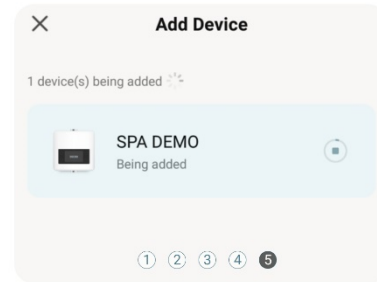 Add Device
1 device(s) being added
SPA DEMO
Being added
1 2 3 4 5